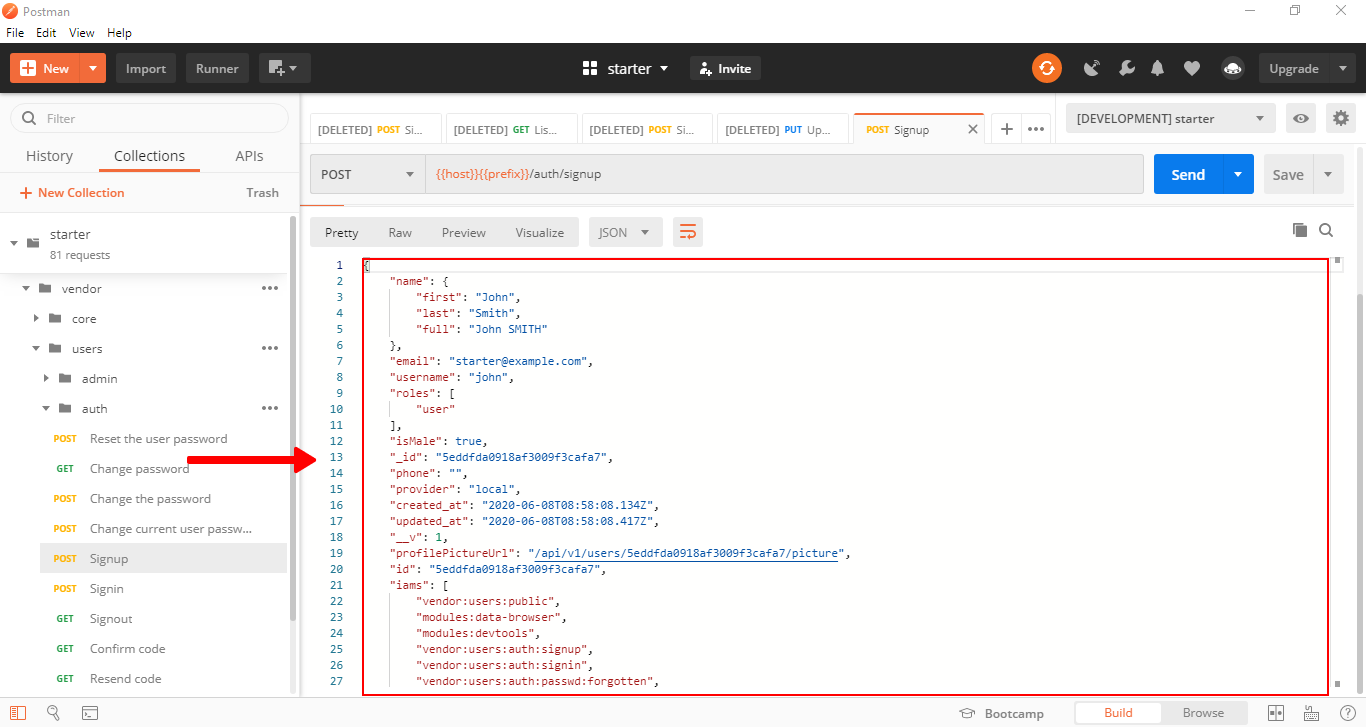 Postman
File Edit View Help
New Import Runner starter Invite Upgrade
Filter
History Collections APIs
New Collection Trash
starter
81 requests
vendor
core
users
admin
auth
POST Reset the user password
GET Change password
POST Change the password
POST Change current user passw...
POST Signup
POST Signin
GET Signout
GET Confirm code
GET Resend code
[DELETED] POST Si... [DELETED] GET Lis... [DELETED] POST Si... [DELETED] PUT Up... POST Signup
[DEVELOPMENT] starter
POST {{host}}{{prefix}}/auth/signup Send Save
Pretty Raw Preview Visualize JSON
1 {
2 "name": {
3 "first": "John",
4 "last": "Smith",
5 "full": "John SMITH"
6 },
7 "email": "starter@example.com",
8 "username": "john",
9 "roles": [
10 "user"
11 ],
12 "isMale": true,
13 "_id": "5eddfda0918af3009f3cafa7",
14 "phone": "",
15 "provider": "local",
16 "created_at": "2020-06-08T08:58:08.134Z",
17 "updated_at": "2020-06-08T08:58:08.417Z",
18 "__v": 1,
19 "profilePictureUrl": "/api/v1/users/5eddfda0918af3009f3cafa7/picture",
20 "id": "5eddfda0918af3009f3cafa7",
21 "iams": [
22 "vendor:users:public",
23 "modules:data-browser",
24 "modules:devtools",
25 "vendor:users:auth:signup",
26 "vendor:users:auth:signin",
27 "vendor:users:auth:passwd:forgotten",
Bootcamp Build Browse